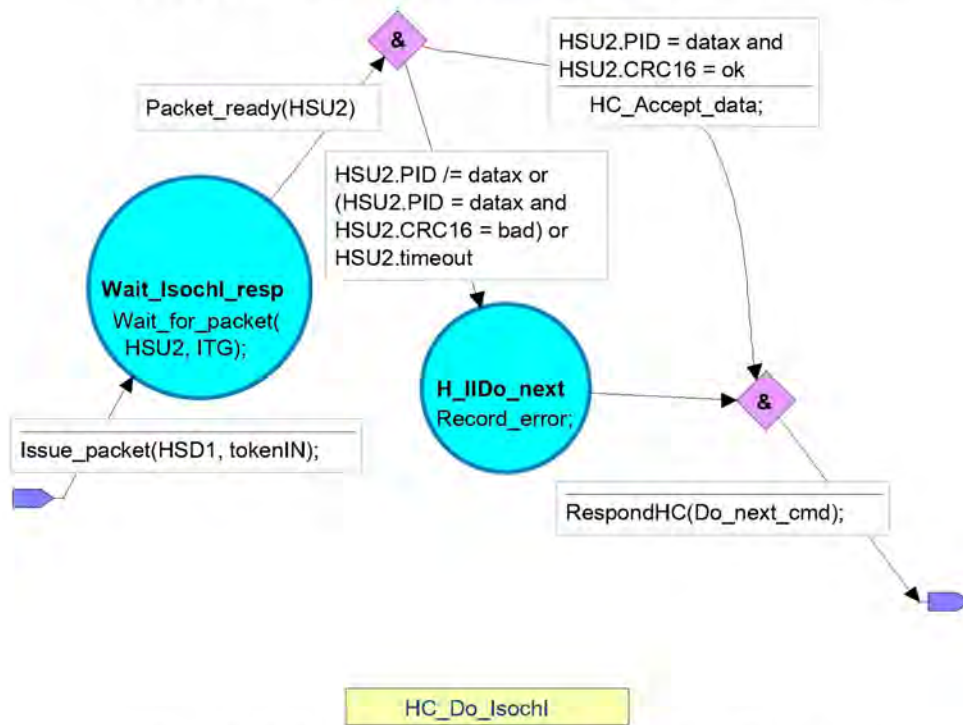 &
HSU2.PID = datax and
HSU2.CRC16 = ok
HC_Accept_data;
Packet_ready(HSU2)
HSU2.PID /= datax or
(HSU2.PID = datax and
HSU2.CRC16 = bad) or
HSU2.timeout
Wait_IsochI_resp
Wait_for_packet(
HSU2, ITG);
H_IIDo_next
Record_error;
&
Issue_packet(HSD1, tokenIN);
RespondHC(Do_next_cmd);
HC_Do_IsochI